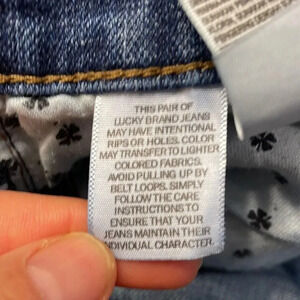 THIS PAIR OF
LUCKY BRAND JEANS
MAY HAVE INTENTIONAL
RIPS OR HOLES. COLOR
MAY TRANSFER TO LIGHTER
COLORED FABRICS.
AVOID PULLING UP BY
BELT LOOPS. SIMPLY
FOLLOW THE CARE
INSTRUCTIONS TO
ENSURE THAT YOUR
JEANS MAINTAIN THEIR
INDIVIDUAL CHARACTER.